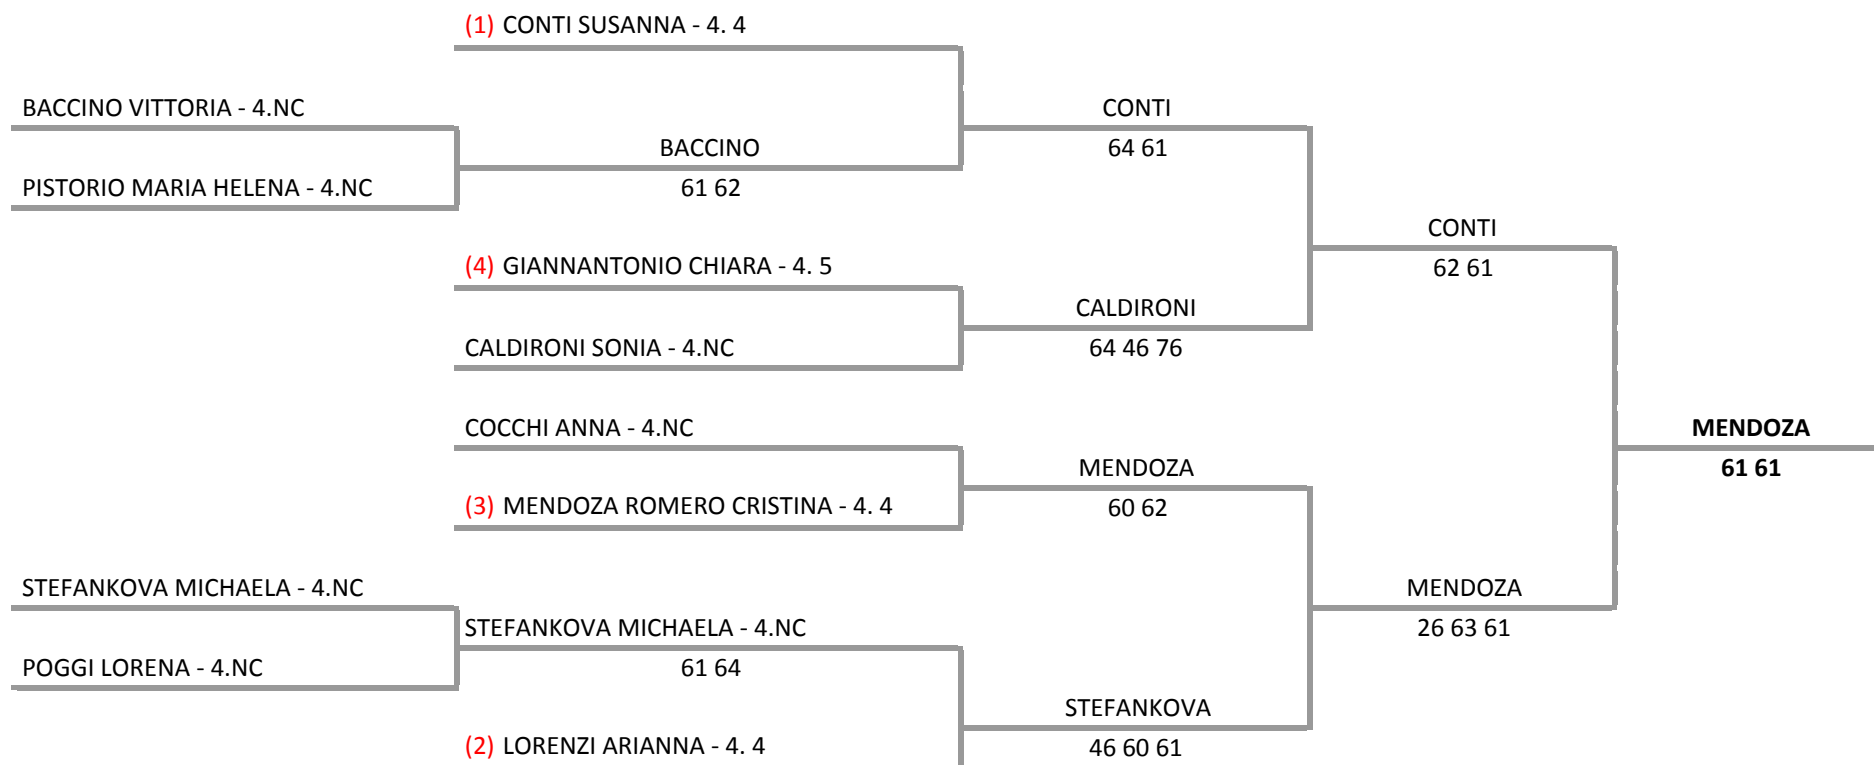 (1) CONTI SUSANNA - 4. 4
BACCINO VITTORIA - 4.NC
CONTI
BACCINO
64 61
PISTORIO MARIA HELENA - 4.NC
61 62
CONTI
(4) GIANNANTONIO CHIARA - 4. 5
62 61
CALDIRONI
CALDIRONI SONIA - 4.NC
64 46 76
COCCHI ANNA - 4.NC
MENDOZA
MENDOZA
61 61
(3) MENDOZA ROMERO CRISTINA - 4. 4
60 62
STEFANKOVA MICHAELA - 4.NC
MENDOZA
STEFANKOVA MICHAELA - 4.NC
26 63 61
POGGI LORENA - 4.NC
61 64
STEFANKOVA
(2) LORENZI ARIANNA - 4. 4
46 60 61